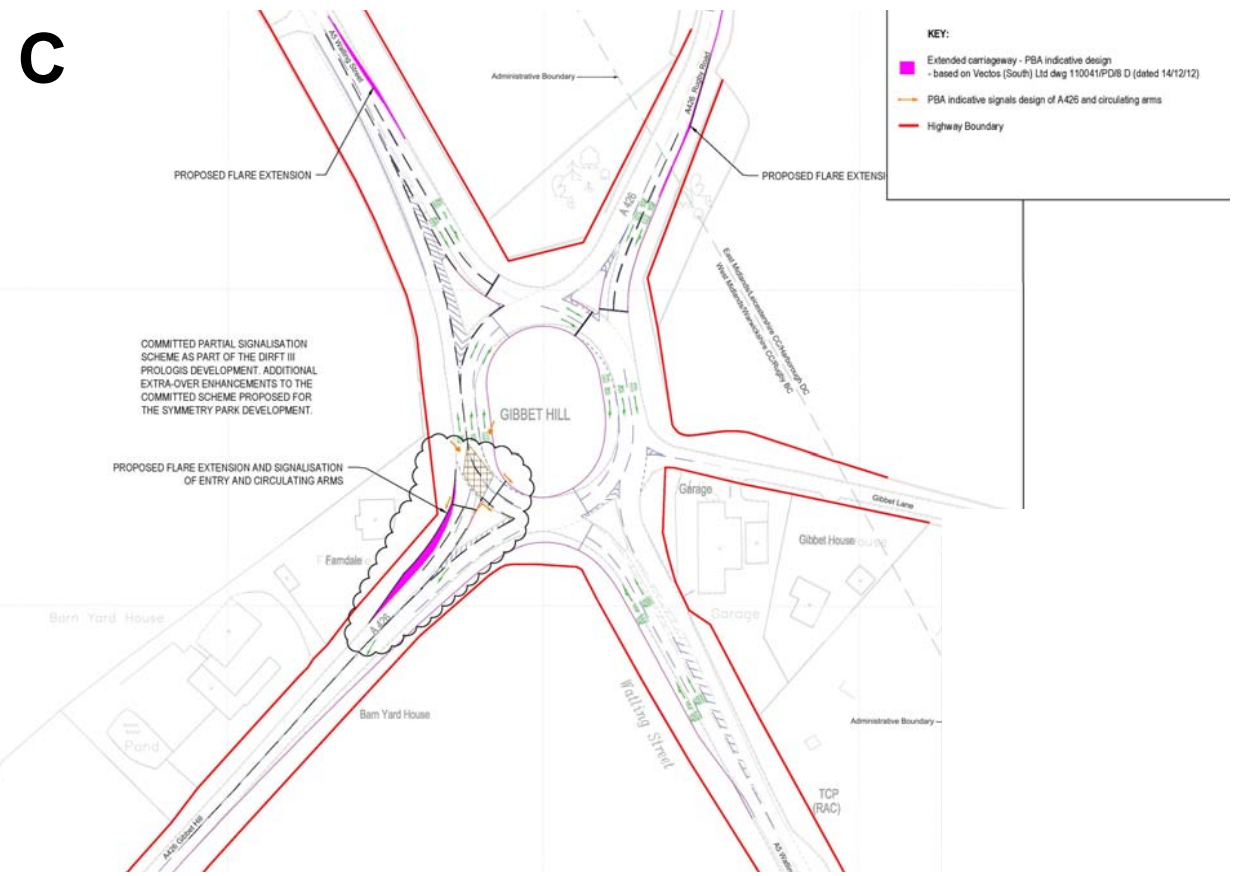 C
KEY:
Extended carriageway - PBA indicative design
- based on Vectos (South) Ltd dwg 110041/PD/8 D (dated 14/12/12)
PBA indicative signals design of A426 and circulating arms
Highway Boundary
A5 Watling Street
Administrative Boundary
A426 Rugby Road
PROPOSED FLARE EXTENSION
PROPOSED FLARE EXTENSI
A426
East Midlands/Leicestershire CC/Harborough DC
West Midlands/Warwickshire CC/Rugby BC
COMMITTED PARTIAL SIGNALISATION
SCHEME AS PART OF THE DIRFT III
PROLOGIS DEVELOPMENT. ADDITIONAL
EXTRA-OVER ENHANCEMENTS TO THE
COMMITTED SCHEME PROPOSED FOR
THE SYMMETRY PARK DEVELOPMENT.
GIBBET HILL
PROPOSED FLARE EXTENSION AND SIGNALISATION
OF ENTRY AND CIRCULATING ARMS
Garage
Gibbet Lane
Gibbet House
Farndale
Barn Yard House
A426
Garage
Watling Street
Barn Yard House
Administrative Boundary
Pond
TCP
(RAC)
A426 Gibbet Hill
A5 Watlin